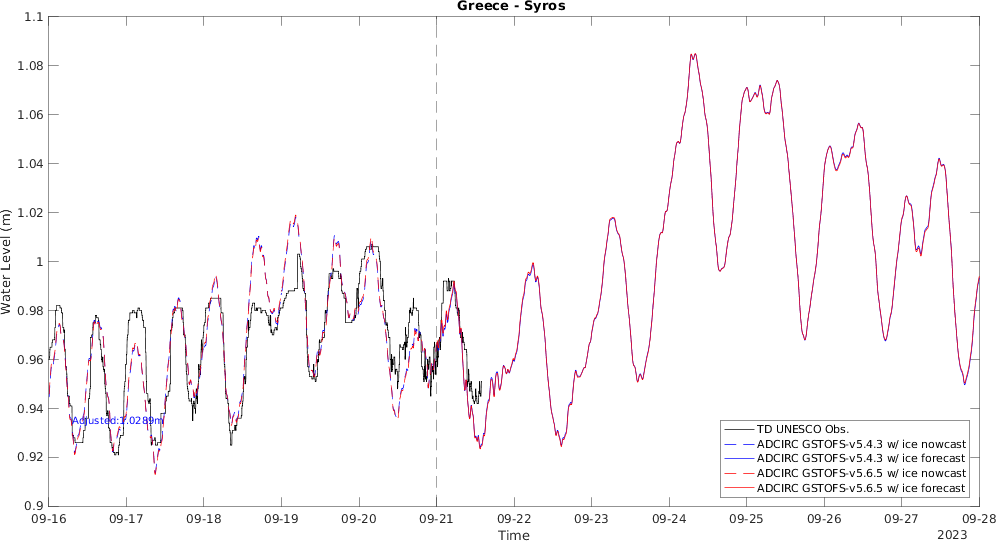 Greece - Syros
1.1
1.08
1.06
1.04
1.02
1
0.98
0.96
0.94
0.92
0.9
Water Level (m)
Adjusted:1.0289m
TD UNESCO Obs.
ADCIRC GSTOFS-v5.4.3 w/ ice nowcast
ADCIRC GSTOFS-v5.4.3 w/ ice forecast
ADCIRC GSTOFS-v5.6.5 w/ ice nowcast
ADCIRC GSTOFS-v5.6.5 w/ ice forecast
09-16 09-17 09-18 09-19 09-20 09-21 09-22 09-23 09-24 09-25 09-26 09-27 09-28
Time
2023